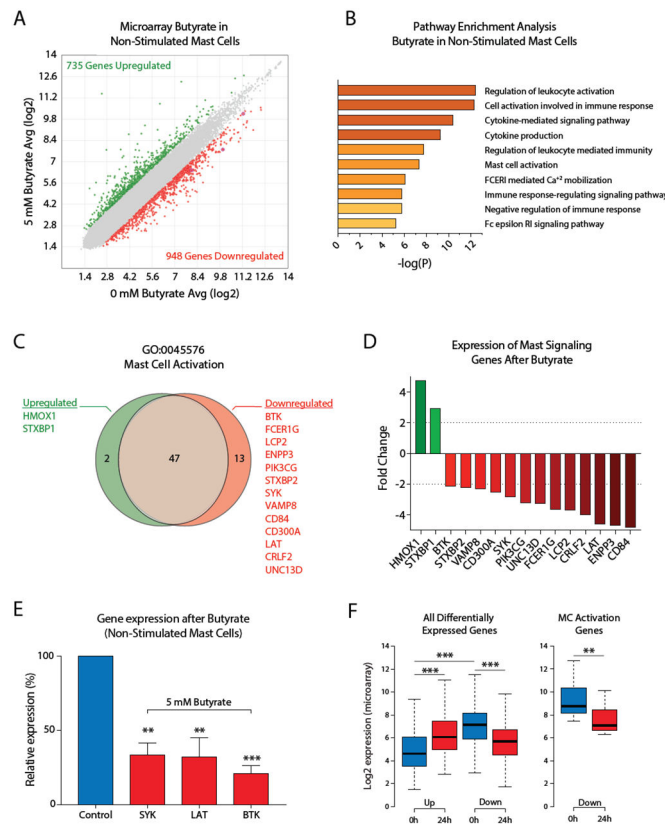 A
Microarray Butyrate in
Non-Stimulated Mast Cells
14
12.6
11.2
9.8
8.4
7
5.6
4.2
2.8
1.4
735 Genes Upregulated
948 Genes Downregulated
5 mM Butyrate Avg (log2)
1.4 2.8 4.2 5.6 7 8.4 9.8 11.2 12.6 14
0 mM Butyrate Avg (log2)
B
Pathway Enrichment Analysis
Butyrate in Non-Stimulated Mast Cells
Regulation of leukocyte activation
Cell activation involved in immune response
Cytokine-mediated signaling pathway
Cytokine production
Regulation of leukocyte mediated immunity
Mast cell activation
FCERI mediated Ca+2 mobilization
Immune response-regulating signaling pathway
Negative regulation of immune response
Fc epsilon RI signaling pathway
0 2 4 6 8 10 12
-log(P)
C
GO:0045576
Mast Cell Activation
Upregulated
HMOX1
STXBP1
2
47
13
Downregulated
BTK
FCER1G
LCP2
ENPP3
PIK3CG
STXBP2
SYK
VAMP8
CD84
CD300A
LAT
CRLF2
UNC13D
D
Expression of Mast Signaling
Genes After Butyrate
Fold Change
4
2
0
-2
-4
HMOX1
STXBP1
BTK
STXBP2
VAMP8
CD300A
SYK
PIK3CG
UNC13D
FCER1G
LCP2
CRLF2
LAT
ENPP3
CD84
E
Gene expression after Butyrate
(Non-Stimulated Mast Cells)
Relative expression (%)
100
50
0
5 mM Butyrate
** ** ***
Control SYK LAT BTK
F
All Differentially
Expressed Genes
Log2 expression (microarray)
14
12
10
8
6
4
2
0
***
*** ***
Up Down
0h 24h 0h 24h
MC Activation
Genes
14
12
10
8
6
4
2
0
**
Down
0h 24h